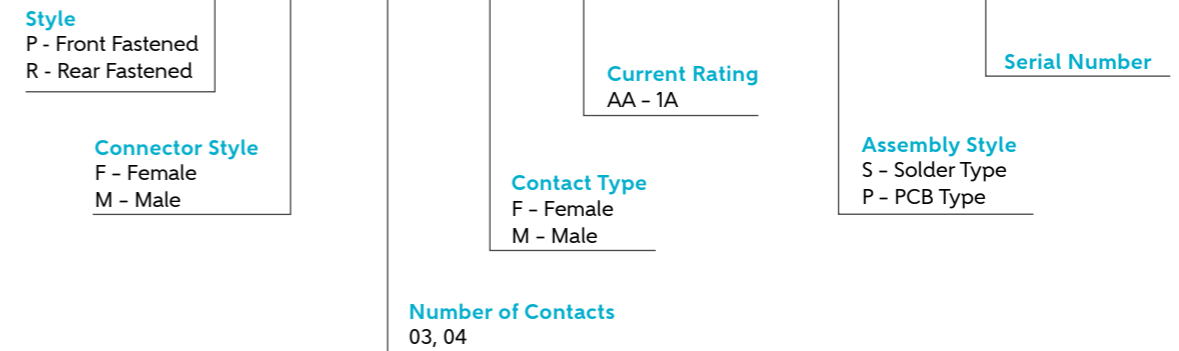 Style
P - Front Fastened
R - Rear Fastened
Connector Style
F – Female
M – Male
Number of Contacts
03, 04
Contact Type
F – Female
M – Male
Current Rating
AA – 1A
Assembly Style
S – Solder Type
P – PCB Type
Serial Number